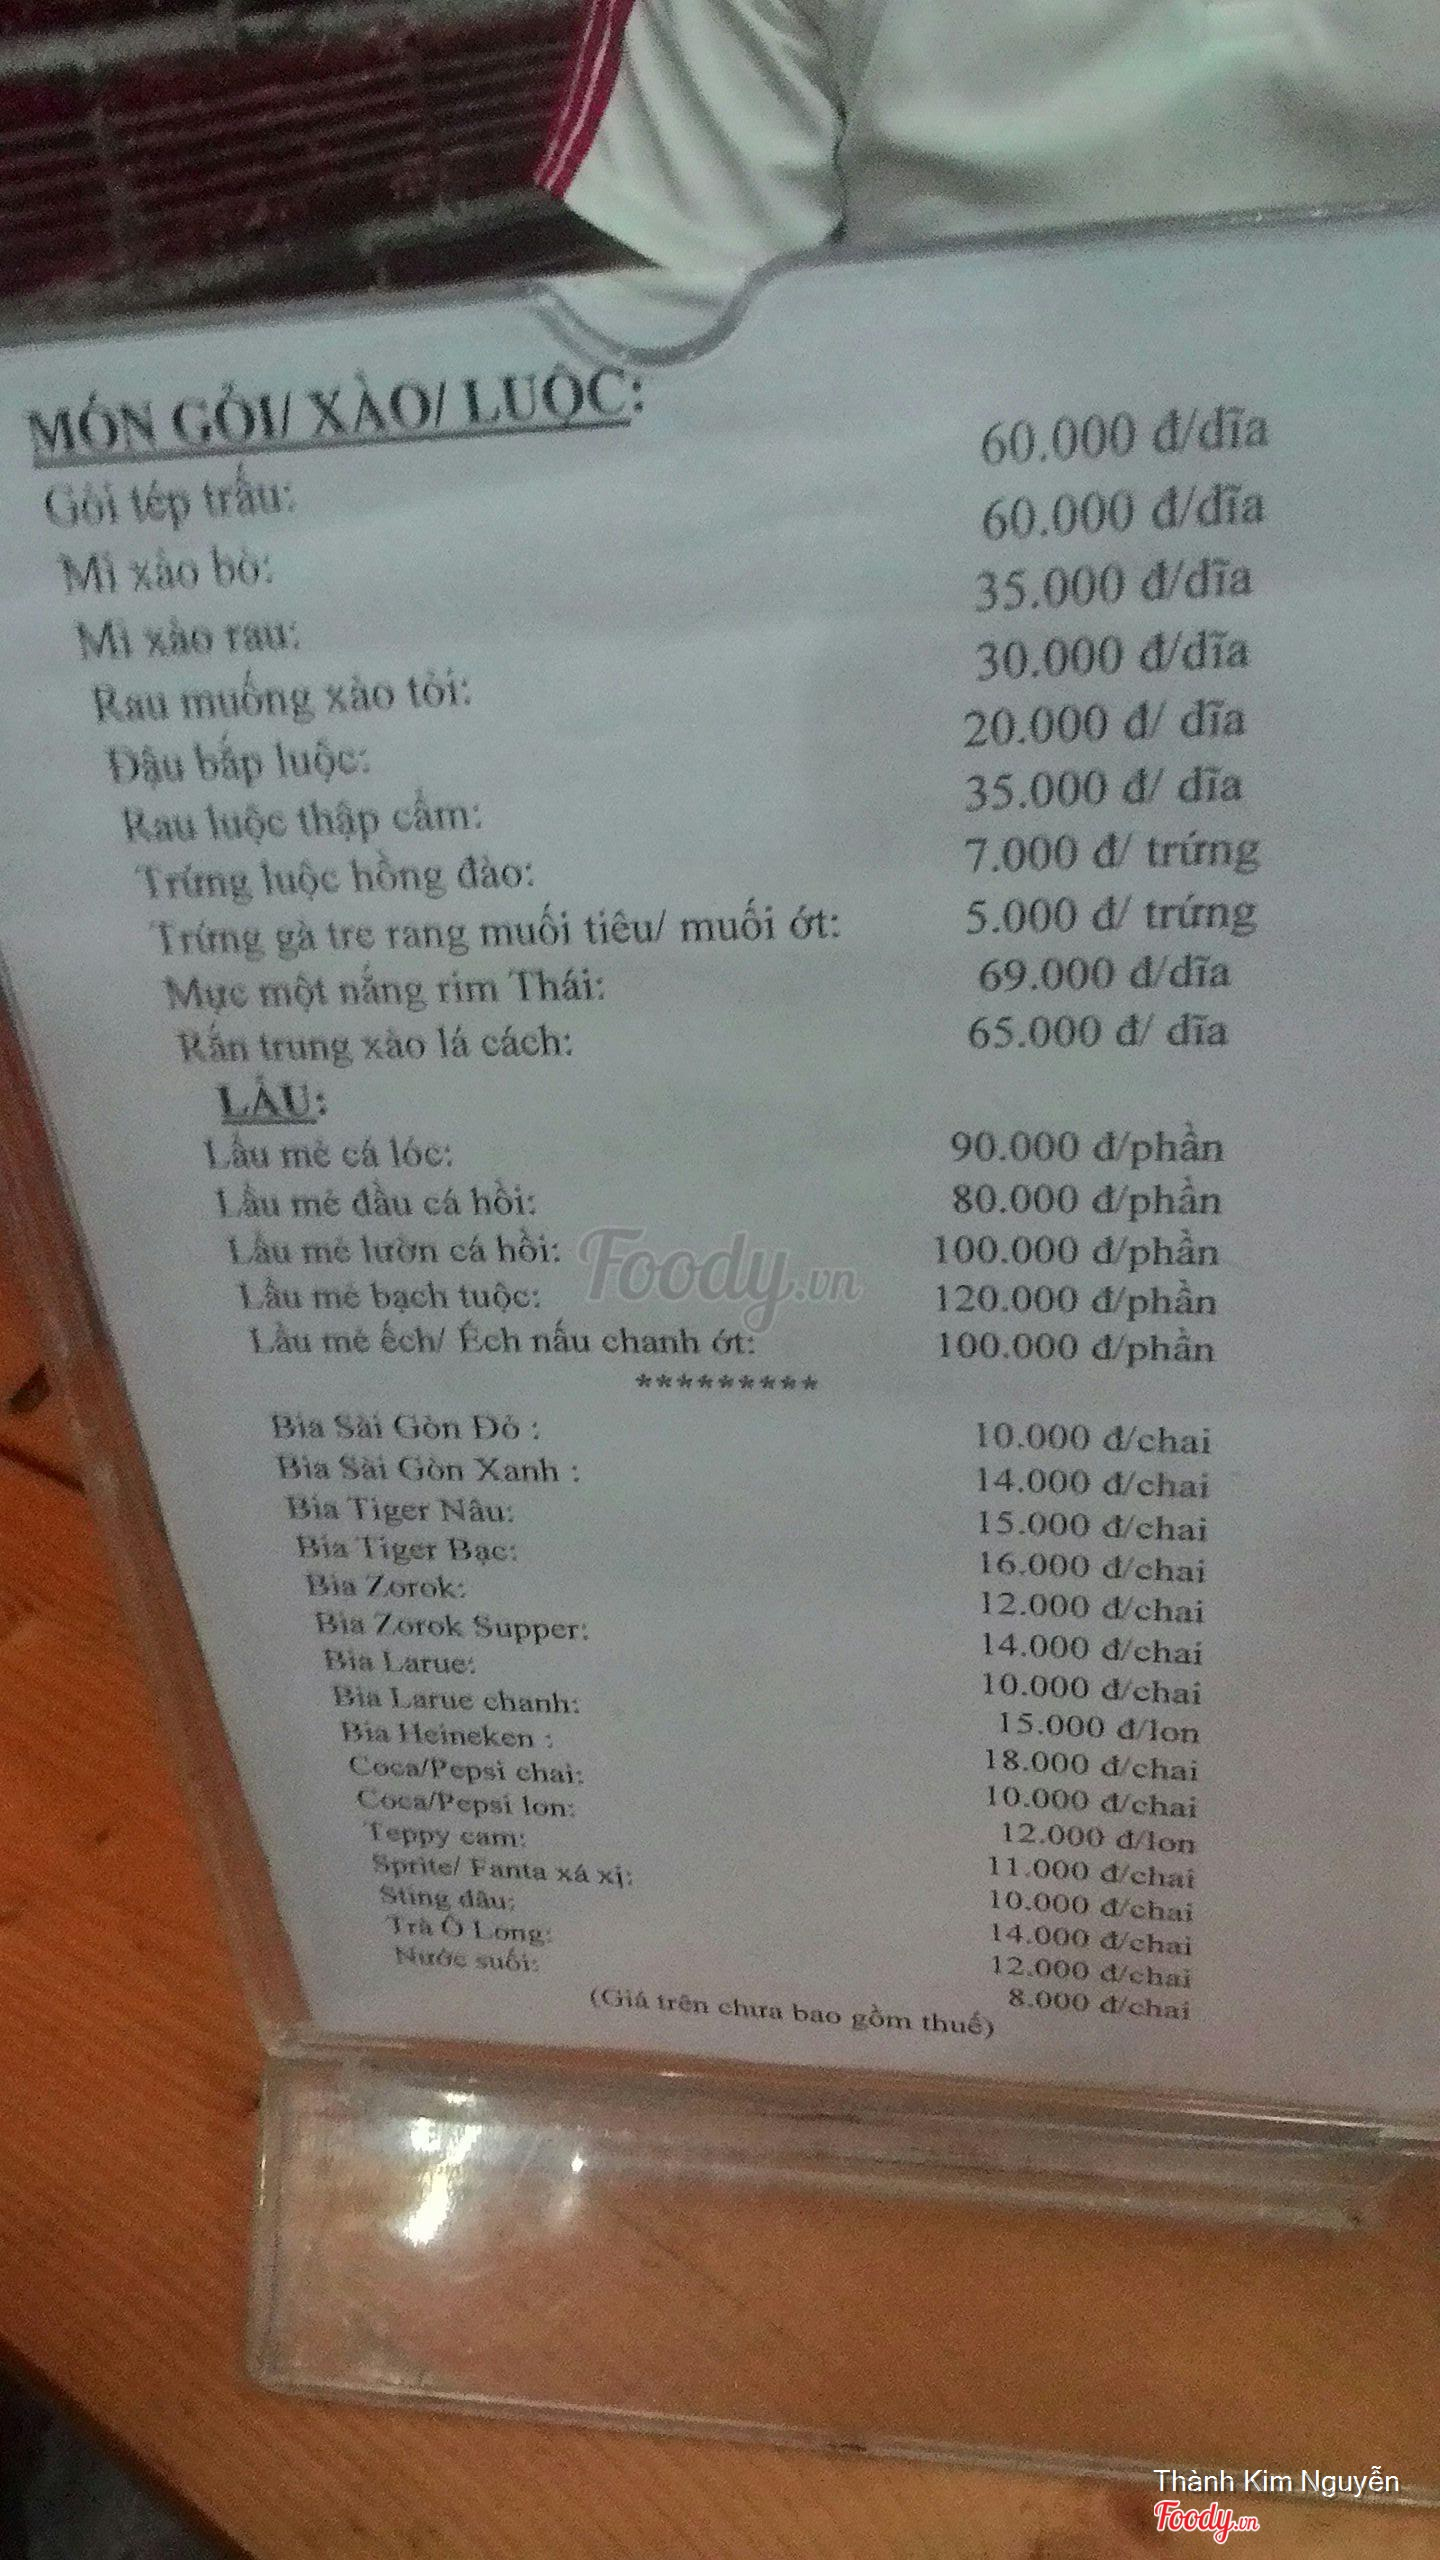 MÓN GỎI/ XÀO/ LUỘC:
Gỏi tép trấu: 60.000 đ/dĩa
Mì xào bò: 60.000 đ/dĩa
Mì xào rau: 35.000 đ/dĩa
Rau muống xào tỏi: 30.000 đ/dĩa
Đậu bắp luộc: 20.000 đ/ dĩa
Rau luộc thập cẩm: 35.000 đ/ dĩa
Trứng luộc hồng đào: 7.000 đ/ trứng
Trứng gà tre rang muối tiêu/ muối ớt: 5.000 đ/ trứng
Mực một nắng rim Thái: 69.000 đ/dĩa
Rắn trung xào lá cách: 65.000 đ/ dĩa
LẨU:
Lẩu mẻ cá lóc: 90.000 đ/phần
Lẩu mẻ đầu cá hồi: 80.000 đ/phần
Lẩu mẻ lườn cá hồi: 100.000 đ/phần
Lẩu mẻ bạch tuộc: 120.000 đ/phần
Lẩu mẻ ếch/ Ếch nấu chanh ớt: 100.000 đ/phần
*********
Bia Sài Gòn Đỏ : 10.000 đ/chai
Bia Sài Gòn Xanh : 14.000 đ/chai
Bia Tiger Nâu: 15.000 đ/chai
Bia Tiger Bạc: 16.000 đ/chai
Bia Zorok: 12.000 đ/chai
Bia Zorok Supper: 14.000 đ/chai
Bia Larue: 10.000 đ/chai
Bia Larue chanh: 15.000 đ/lon
Bia Heineken : 18.000 đ/chai
Coca/Pepsi chai: 10.000 đ/chai
Coca/Pepsi lon: 12.000 đ/lon
Teppy cam: 11.000 đ/chai
Sprite/ Fanta xá xị: 10.000 đ/chai
Sting dâu: 14.000 đ/chai
Trà Ô Long: 12.000 đ/chai
Nước suối: 8.000 đ/chai
(Giá trên chưa bao gồm thuế)
Foody.vn
Thành Kim Nguyễn
Foody.vn